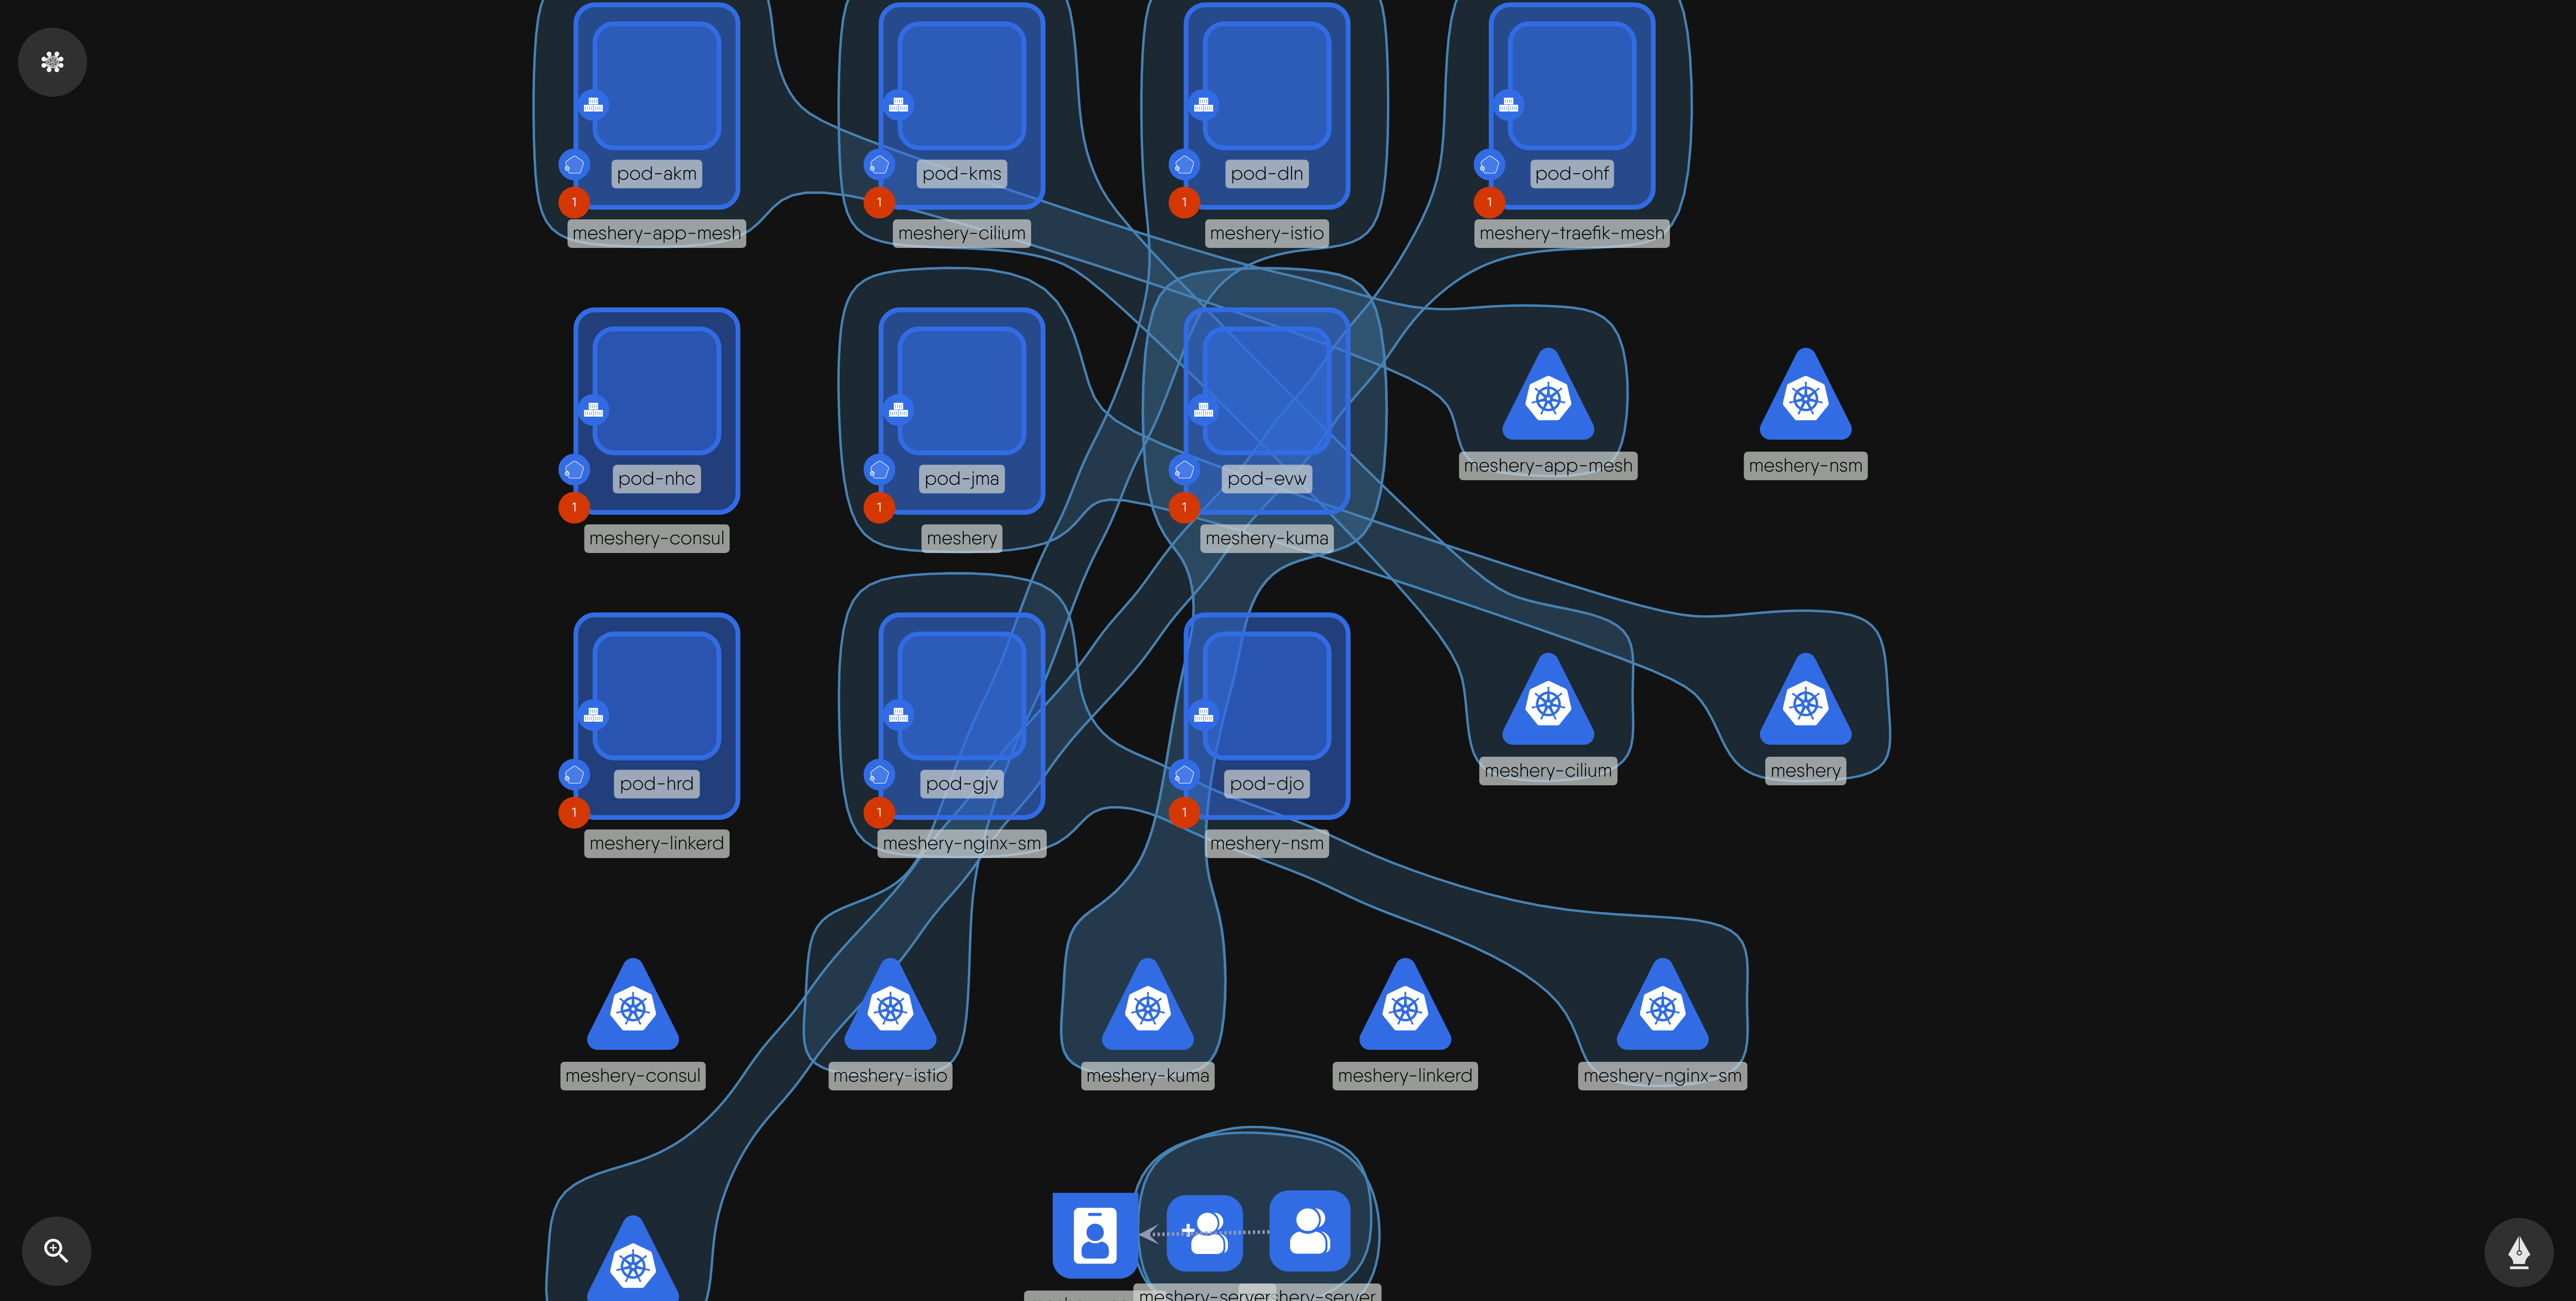 pod-akm
pod-kms
pod-dln
pod-ohf
1
1
1
1
meshery-app-mesh
meshery-cilium
meshery-istio
meshery-traefik-mesh
meshery-app-mesh
meshery-nsm
pod-nhc
pod-jma
pod-evw
1
1
1
meshery-consul
meshery
meshery-kuma
pod-hrd
pod-gjv
pod-djo
meshery-cilium
meshery
1
1
1
meshery-linkerd
meshery-nginx-sm
meshery-nsm
meshery-consul
meshery-istio
meshery-kuma
meshery-linkerd
meshery-nginx-sm
meshery-server
hery-server